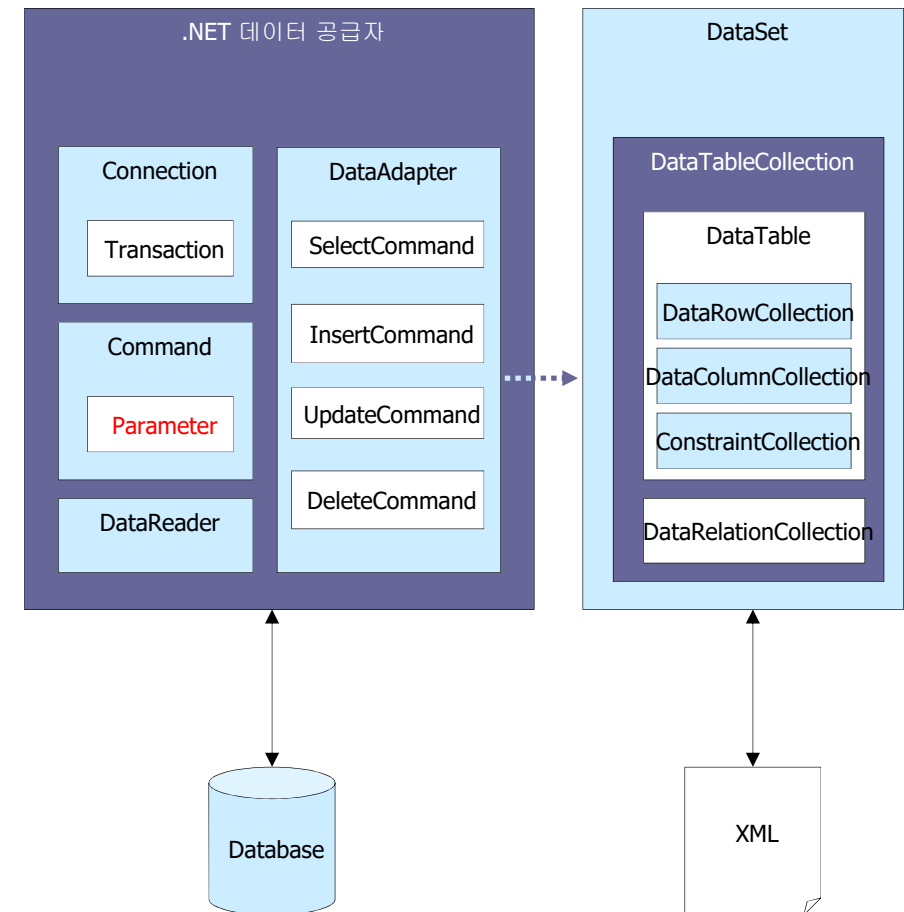 .NET 데이터 공급자
Connection
Transaction
Command
Parameter
DataReader
DataAdapter
SelectCommand
InsertCommand
UpdateCommand
DeleteCommand
DataSet
DataTableCollection
DataTable
DataRowCollection
DataColumnCollection
ConstraintCollection
DataRelationCollection
Database
XML